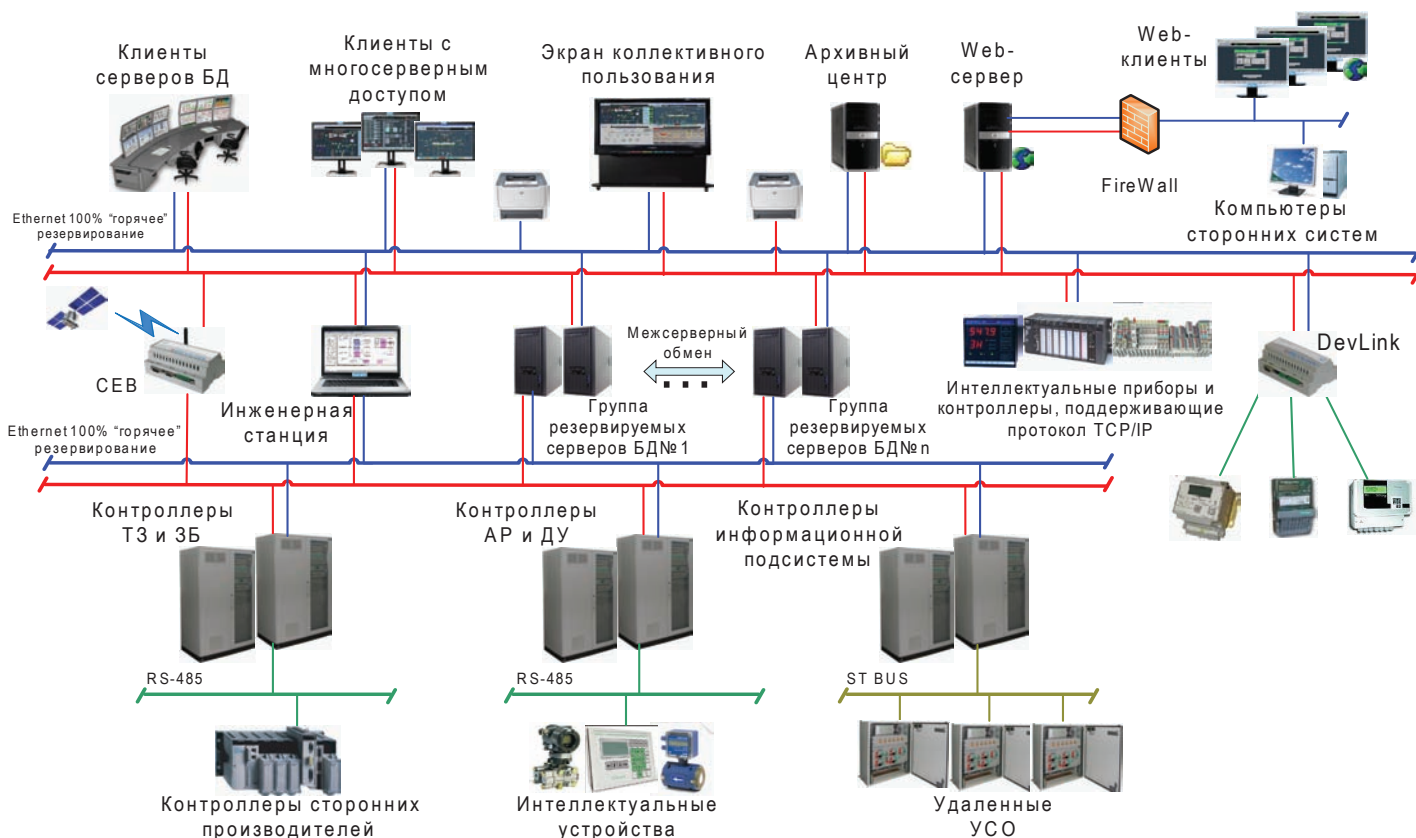 Клиенты
серверов БД
Клиенты с
многосерверным
доступом
Экран коллективного
пользования
Архивный
центр
Web-
сервер
Web-
клиенты
FireWall
Компьютеры
сторонних систем
Ethernet 100% “горячее”
резервирование
СЕВ
Инженерная
станция
Межсерверный
обмен
Группа
резервируемых
серверов БД№1
Группа
резервируемых
серверов БД№n
Интеллектуальные приборы и
контроллеры, поддерживающие
протокол TCP/IP
DevLink
Ethernet 100% “горячее”
резервирование
Контроллеры
ТЗ и ЗБ
Контроллеры
АР и ДУ
Контроллеры
информационной
подсистемы
RS-485
RS-485
ST BUS
Контроллеры сторонних
производителей
Интеллектуальные
устройства
Удаленные
УСО